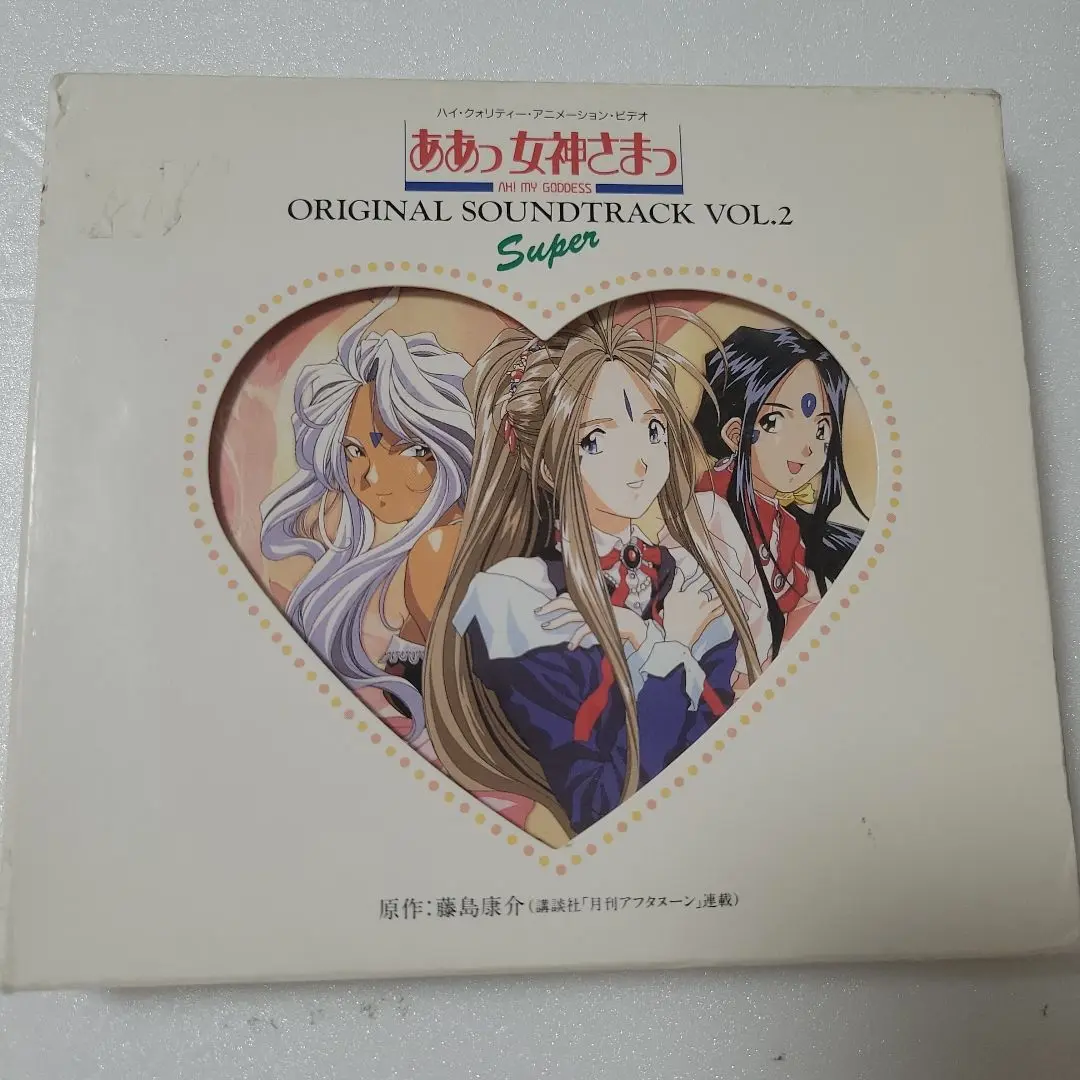 ハイ・クォリティー・アニメーション・ビデオ
ああっ女神さまっ
AH! MY GODDESS
ORIGINAL SOUNDTRACK VOL.2
Super
原作:藤島康介(講談社「月刊アフタヌーン」連載)